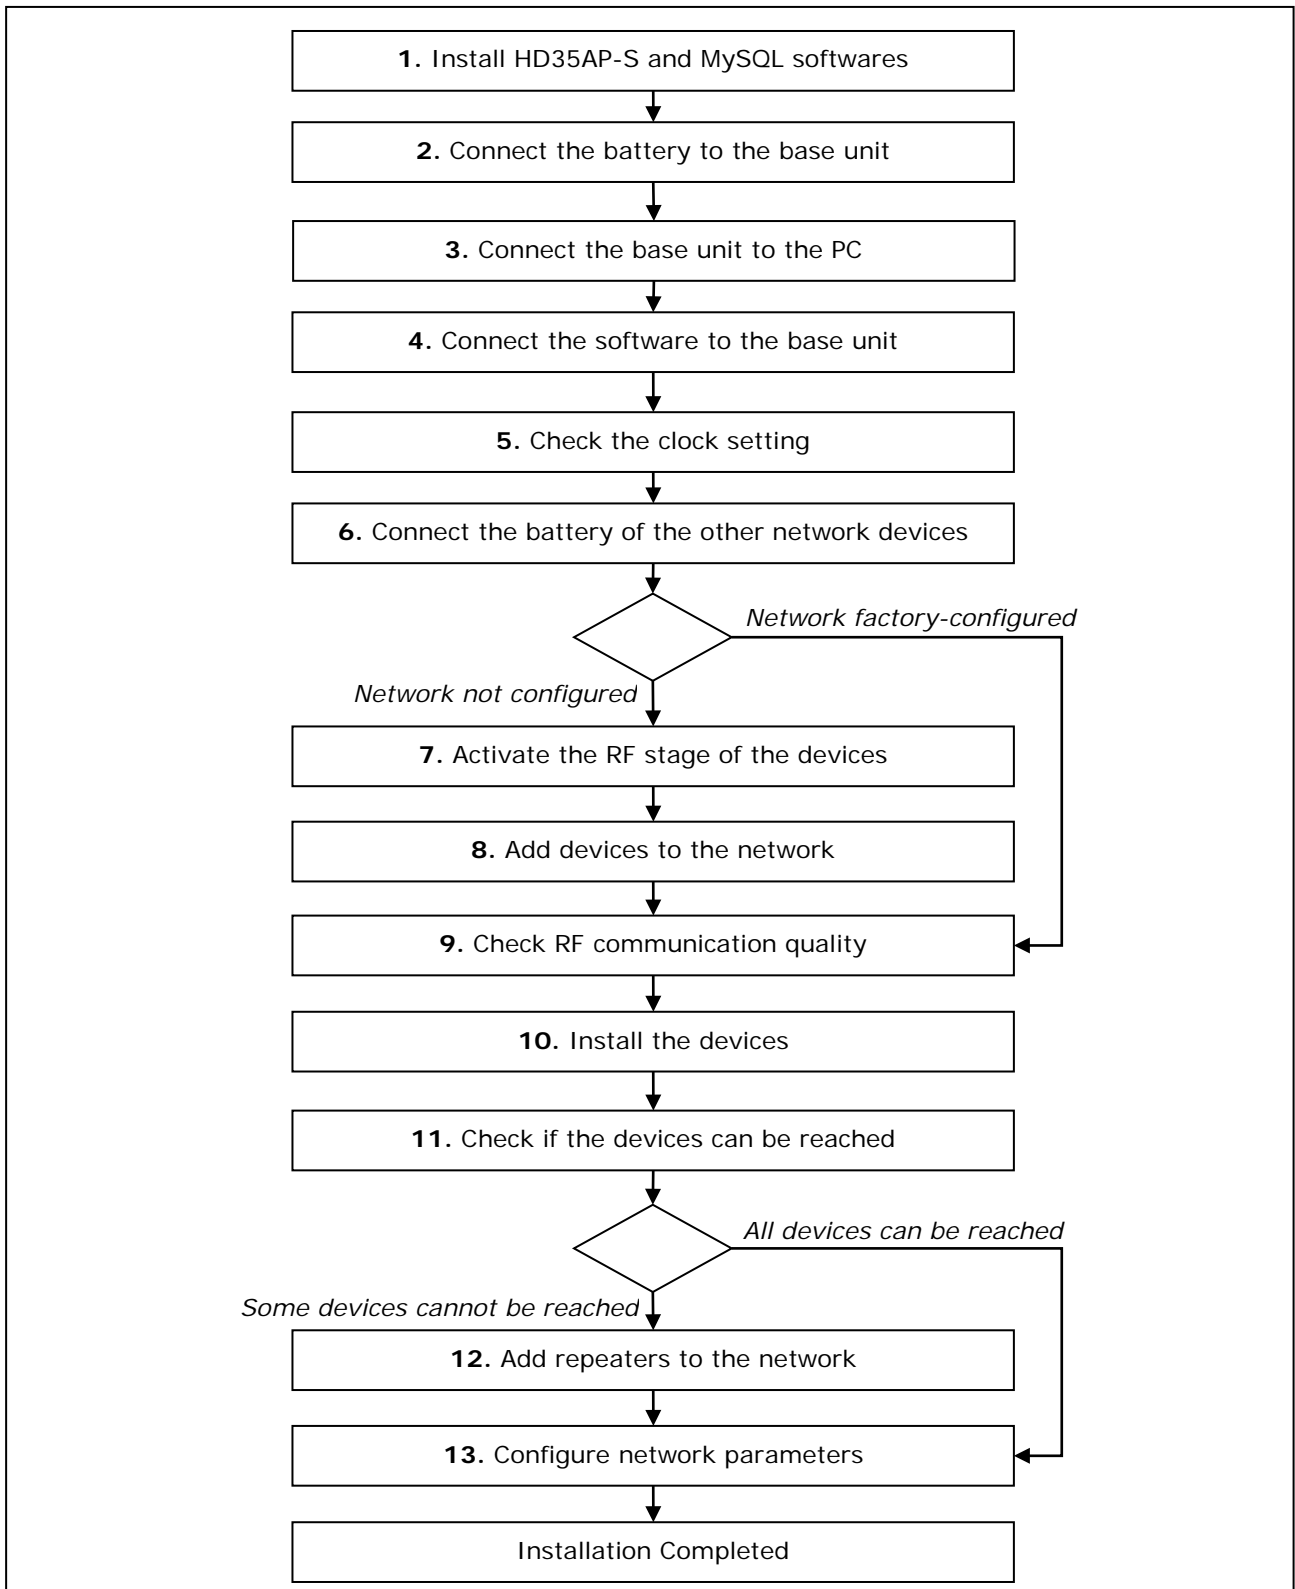 1. Install HD35AP-S and MySQL softwares
2. Connect the battery to the base unit
3. Connect the base unit to the PC
4. Connect the software to the base unit
5. Check the clock setting
6. Connect the battery of the other network devices
Network factory-configured
Network not configured
7. Activate the RF stage of the devices
8. Add devices to the network
9. Check RF communication quality
10. Install the devices
11. Check if the devices can be reached
All devices can be reached
Some devices cannot be reached
12. Add repeaters to the network
13. Configure network parameters
Installation Completed